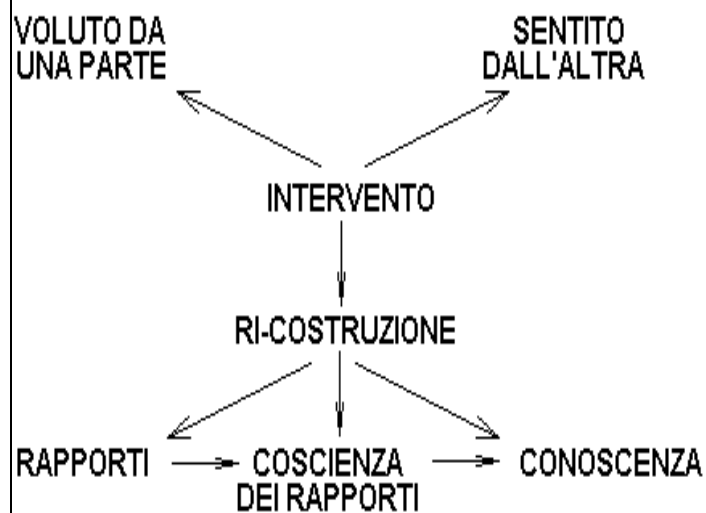 VOLUTO DA
UNA PARTE
SENTITO
DALL'ALTRA
INTERVENTO
RI-COSTRUZIONE
RAPPORTI
COSCIENZA
DEI RAPPORTI
CONOSCENZA